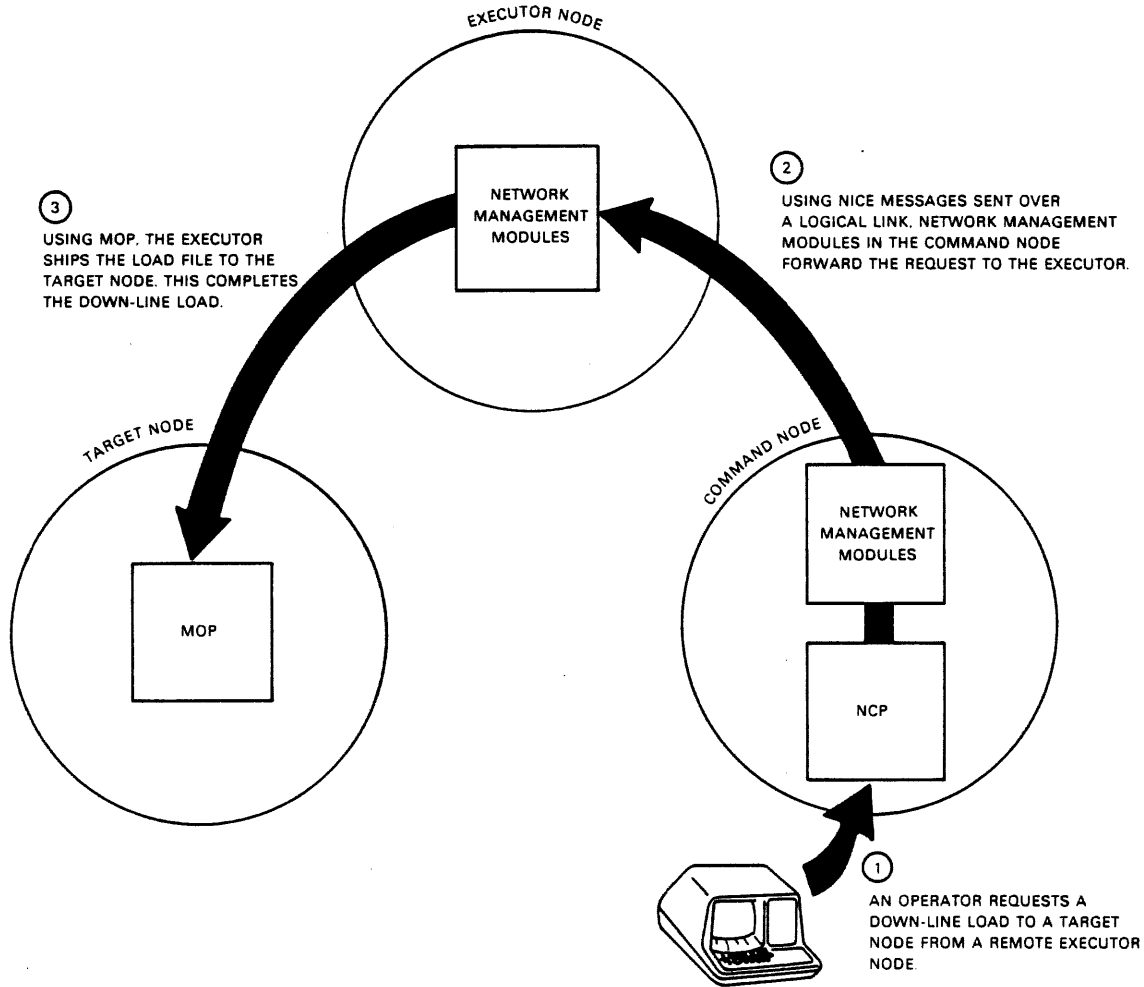 EXECUTOR NODE
NETWORK
MANAGEMENT
MODULES
2
USING NICE MESSAGES SENT OVER
A LOGICAL LINK, NETWORK MANAGEMENT
MODULES IN THE COMMAND NODE
FORWARD THE REQUEST TO THE EXECUTOR.
3
USING MOP, THE EXECUTOR
SHIPS THE LOAD FILE TO THE
TARGET NODE. THIS COMPLETES
THE DOWN-LINE LOAD.
TARGET NODE
MOP
COMMAND NODE
NETWORK
MANAGEMENT
MODULES
NCP
1
AN OPERATOR REQUESTS A
DOWN-LINE LOAD TO A TARGET
NODE FROM A REMOTE EXECUTOR
NODE.